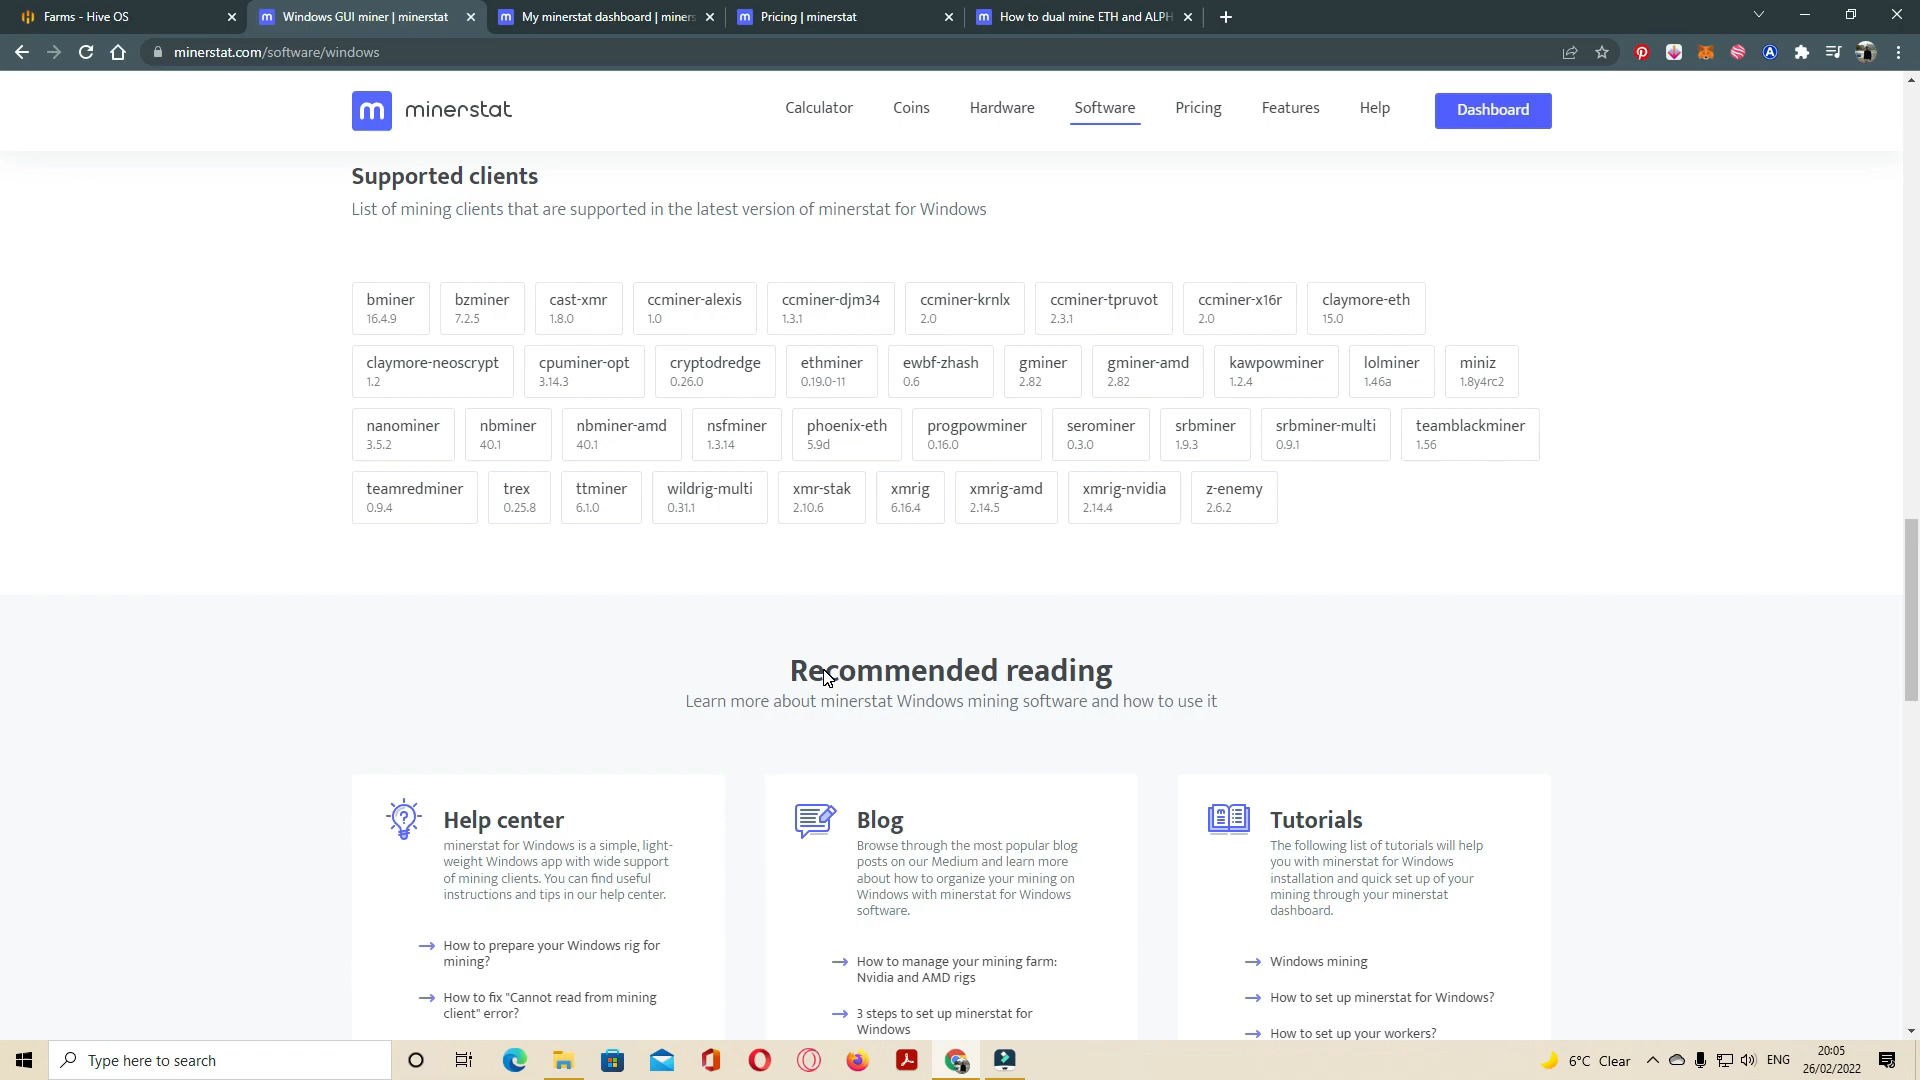 Farms - Hive OS
Windows GUI miner | minerstat
My minerstat dashboard | miners
Pricing | minerstat
How to dual mine ETH and ALPH
minerstat.com/software/windows
m minerstat
Calculator
Coins
Hardware
Software
Pricing
Features
Help
Dashboard
Supported clients
List of mining clients that are supported in the latest version of minerstat for Windows
bminer
16.4.9
bzminer
7.2.5
cast-xmr
1.8.0
ccminer-alexis
1.0
ccminer-djm34
1.3.1
ccminer-krnlx
2.0
ccminer-tpruvot
2.3.1
ccminer-x16r
2.0
claymore-eth
15.0
claymore-neoscrypt
1.2
cpuminer-opt
3.14.3
cryptodredge
0.26.0
ethminer
0.19.0-11
ewbf-zhash
0.6
gminer
2.82
gminer-amd
2.82
kawpowminer
1.2.4
lolminer
1.46a
miniz
1.8y4rc2
nanominer
3.5.2
nbminer
40.1
nbminer-amd
40.1
nsfminer
1.3.14
phoenix-eth
5.9d
progpowminer
0.16.0
serominer
0.3.0
srbminer
1.9.3
srbminer-multi
0.9.1
teamblackminer
1.56
teamredminer
0.9.4
trex
0.25.8
ttminer
6.1.0
wildrig-multi
0.31.1
xmr-stak
2.10.6
xmrig
6.16.4
xmrig-amd
2.14.5
xmrig-nvidia
2.14.4
z-enemy
2.6.2
Recommended reading
Learn more about minerstat Windows mining software and how to use it
Help center
minerstat for Windows is a simple, light-
weight Windows app with wide support
of mining clients. You can find useful
instructions and tips in our help center.
How to prepare your Windows rig for
mining?
How to fix "Cannot read from mining
client" error?
Blog
Browse through the most popular blog
posts on our Medium and learn more
about how to organize your mining on
Windows with minerstat for Windows
software.
How to manage your mining farm:
Nvidia and AMD rigs
3 steps to set up minerstat for
Windows
Tutorials
The following list of tutorials will help
you with minerstat for Windows
installation and quick set up of your
mining through your minerstat
dashboard.
Windows mining
How to set up minerstat for Windows?
How to set up your workers?
Type here to search
6°C Clear
ENG
20:05
26/02/2022